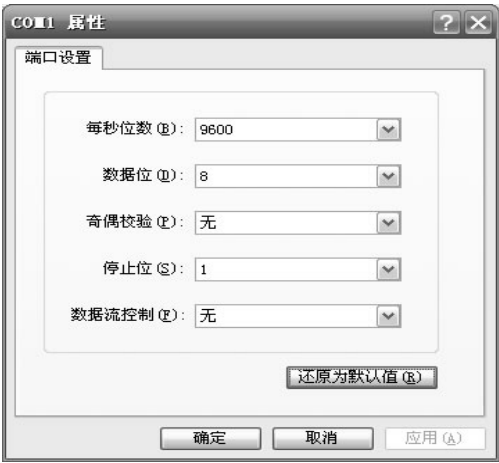 COM1 属性
端口设置
每秒位数(B): 9600
数据位(D): 8
奇偶校验(P): 无
停止位(S): 1
数据流控制(F): 无
还原为默认值(R)
确定 取消 应用(A)